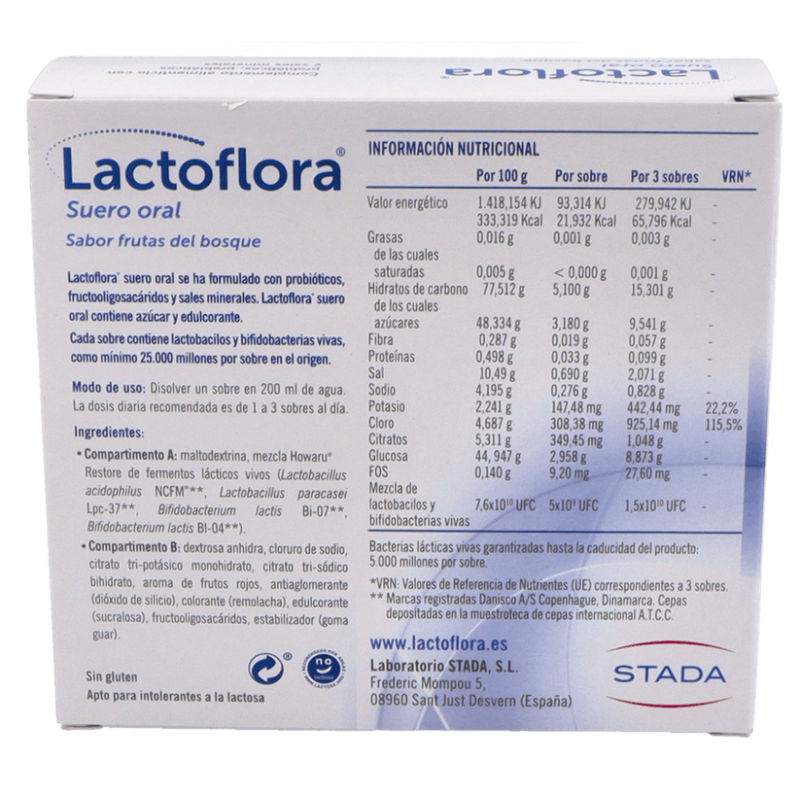 Complemento alimenticio con
probióticos, prebióticos
y sales minerales
Lactoflora®
Suero oral
Sabor frutas del bosque
Lactoflora®
Suero oral
Sabor frutas del bosque
Lactoflora® suero oral se ha formulado con probióticos,
fructooligosacáridos y sales minerales. Lactoflora® suero
oral contiene azúcar y edulcorante.
Cada sobre contiene lactobacilos y bifidobacterias vivas,
como mínimo 25.000 millones por sobre en el origen.
Modo de uso: Disolver un sobre en 200 ml de agua.
La dosis diaria recomendada es de 1 a 3 sobres al día.
Ingredientes:
• Compartimento A: maltodextrina, mezcla Howaru®
Restore de fermentos lácticos vivos (Lactobacillus
acidophilus NCFM®**, Lactobacillus paracasei
Lpc-37**, Bifidobacterium lactis Bi-07**,
Bifidobacterium lactis Bl-04**).
• Compartimento B: dextrosa anhidra, cloruro de sodio,
citrato tri-potásico monohidrato, citrato tri-sódico
bihidrato, aroma de frutos rojos, antiaglomerante
(dióxido de silicio), colorante (remolacha), edulcorante
(sucralosa), fructooligosacáridos, estabilizador (goma
guar).
Sin gluten
Apto para intolerantes a la lactosa
no
lactosa
INFORMACIÓN NUTRICIONAL
Por 100 g Por sobre Por 3 sobres VRN*
Valor energético 1.418,154 KJ 93,314 KJ 279,942 KJ -
333,319 Kcal 21,932 Kcal 65,796 Kcal -
Grasas 0,016 g 0,001 g 0,003 g -
de las cuales
saturadas 0,005 g < 0,000 g 0,001 g -
Hidratos de carbono 77,512 g 5,100 g 15,301 g -
de los cuales
azúcares 48,334 g 3,180 g 9,541 g -
Fibra 0,287 g 0,019 g 0,057 g -
Proteínas 0,498 g 0,033 g 0,099 g -
Sal 10,49 g 0,690 g 2,071 g -
Sodio 4,195 g 0,276 g 0,828 g -
Potasio 2,241 g 147,48 mg 442,44 mg 22,2%
Cloro 4,687 g 308,38 mg 925,14 mg 115,5%
Citratos 5,311 g 349,45 mg 1,048 g -
Glucosa 44, 947 g 2,958 g 8,873 g -
FOS 0,140 g 9,20 mg 27,60 mg -
Mezcla de
lactobacilos y 7,6x10¹⁰ UFC 5x10⁹ UFC 1,5x10¹⁰ UFC -
bifidobacterias vivas
Bacterias lácticas vivas garantizadas hasta la caducidad del producto:
5.000 millones por sobre.
*VRN: Valores de Referencia de Nutrientes (UE) correspondientes a 3 sobres.
** Marcas registradas Danisco A/S Copenhague, Dinamarca. Cepas
depositadas en la muestroteca de cepas internacional A.T.C.C.
www.lactoflora.es
Laboratorio STADA, S.L.
Frederic Mompou 5,
08960 Sant Just Desvern (España)
STADA